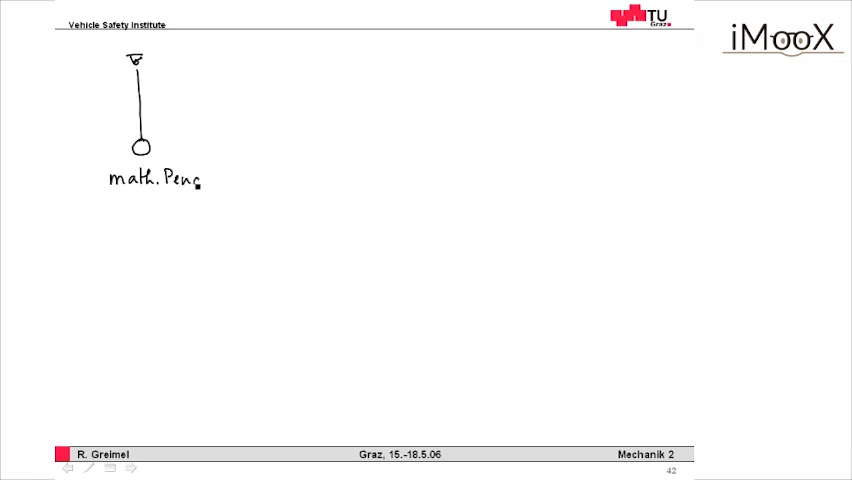 Vehicle Safety Institute
TU
Graz
iMooX
math. Pen
R. Greimel
Graz, 15.-18.5.06
Mechanik 2
42